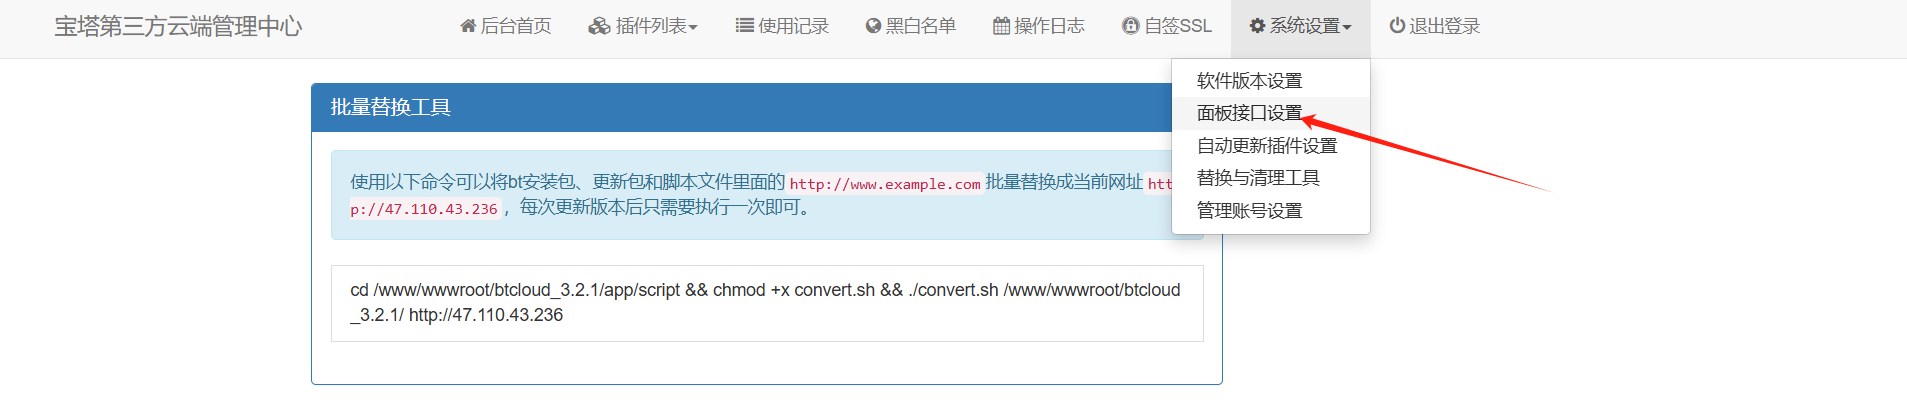 宝塔第三方云端管理中心 后台首页 插件列表 使用记录 黑白名单 操作日志 自签SSL 系统设置 退出登录
软件版本设置
面板接口设置
自动更新插件设置
替换与清理工具
管理账号设置
批量替换工具
使用以下命令可以将bt安装包、更新包和脚本文件里面的 http://www.example.com 批量替换成当前网址 htt
p://47.110.43.236 ，每次更新版本后只需要执行一次即可。
cd /www/wwwroot/btcloud_3.2.1/app/script && chmod +x convert.sh && ./convert.sh /www/wwwroot/btcloud
_3.2.1/ http://47.110.43.236